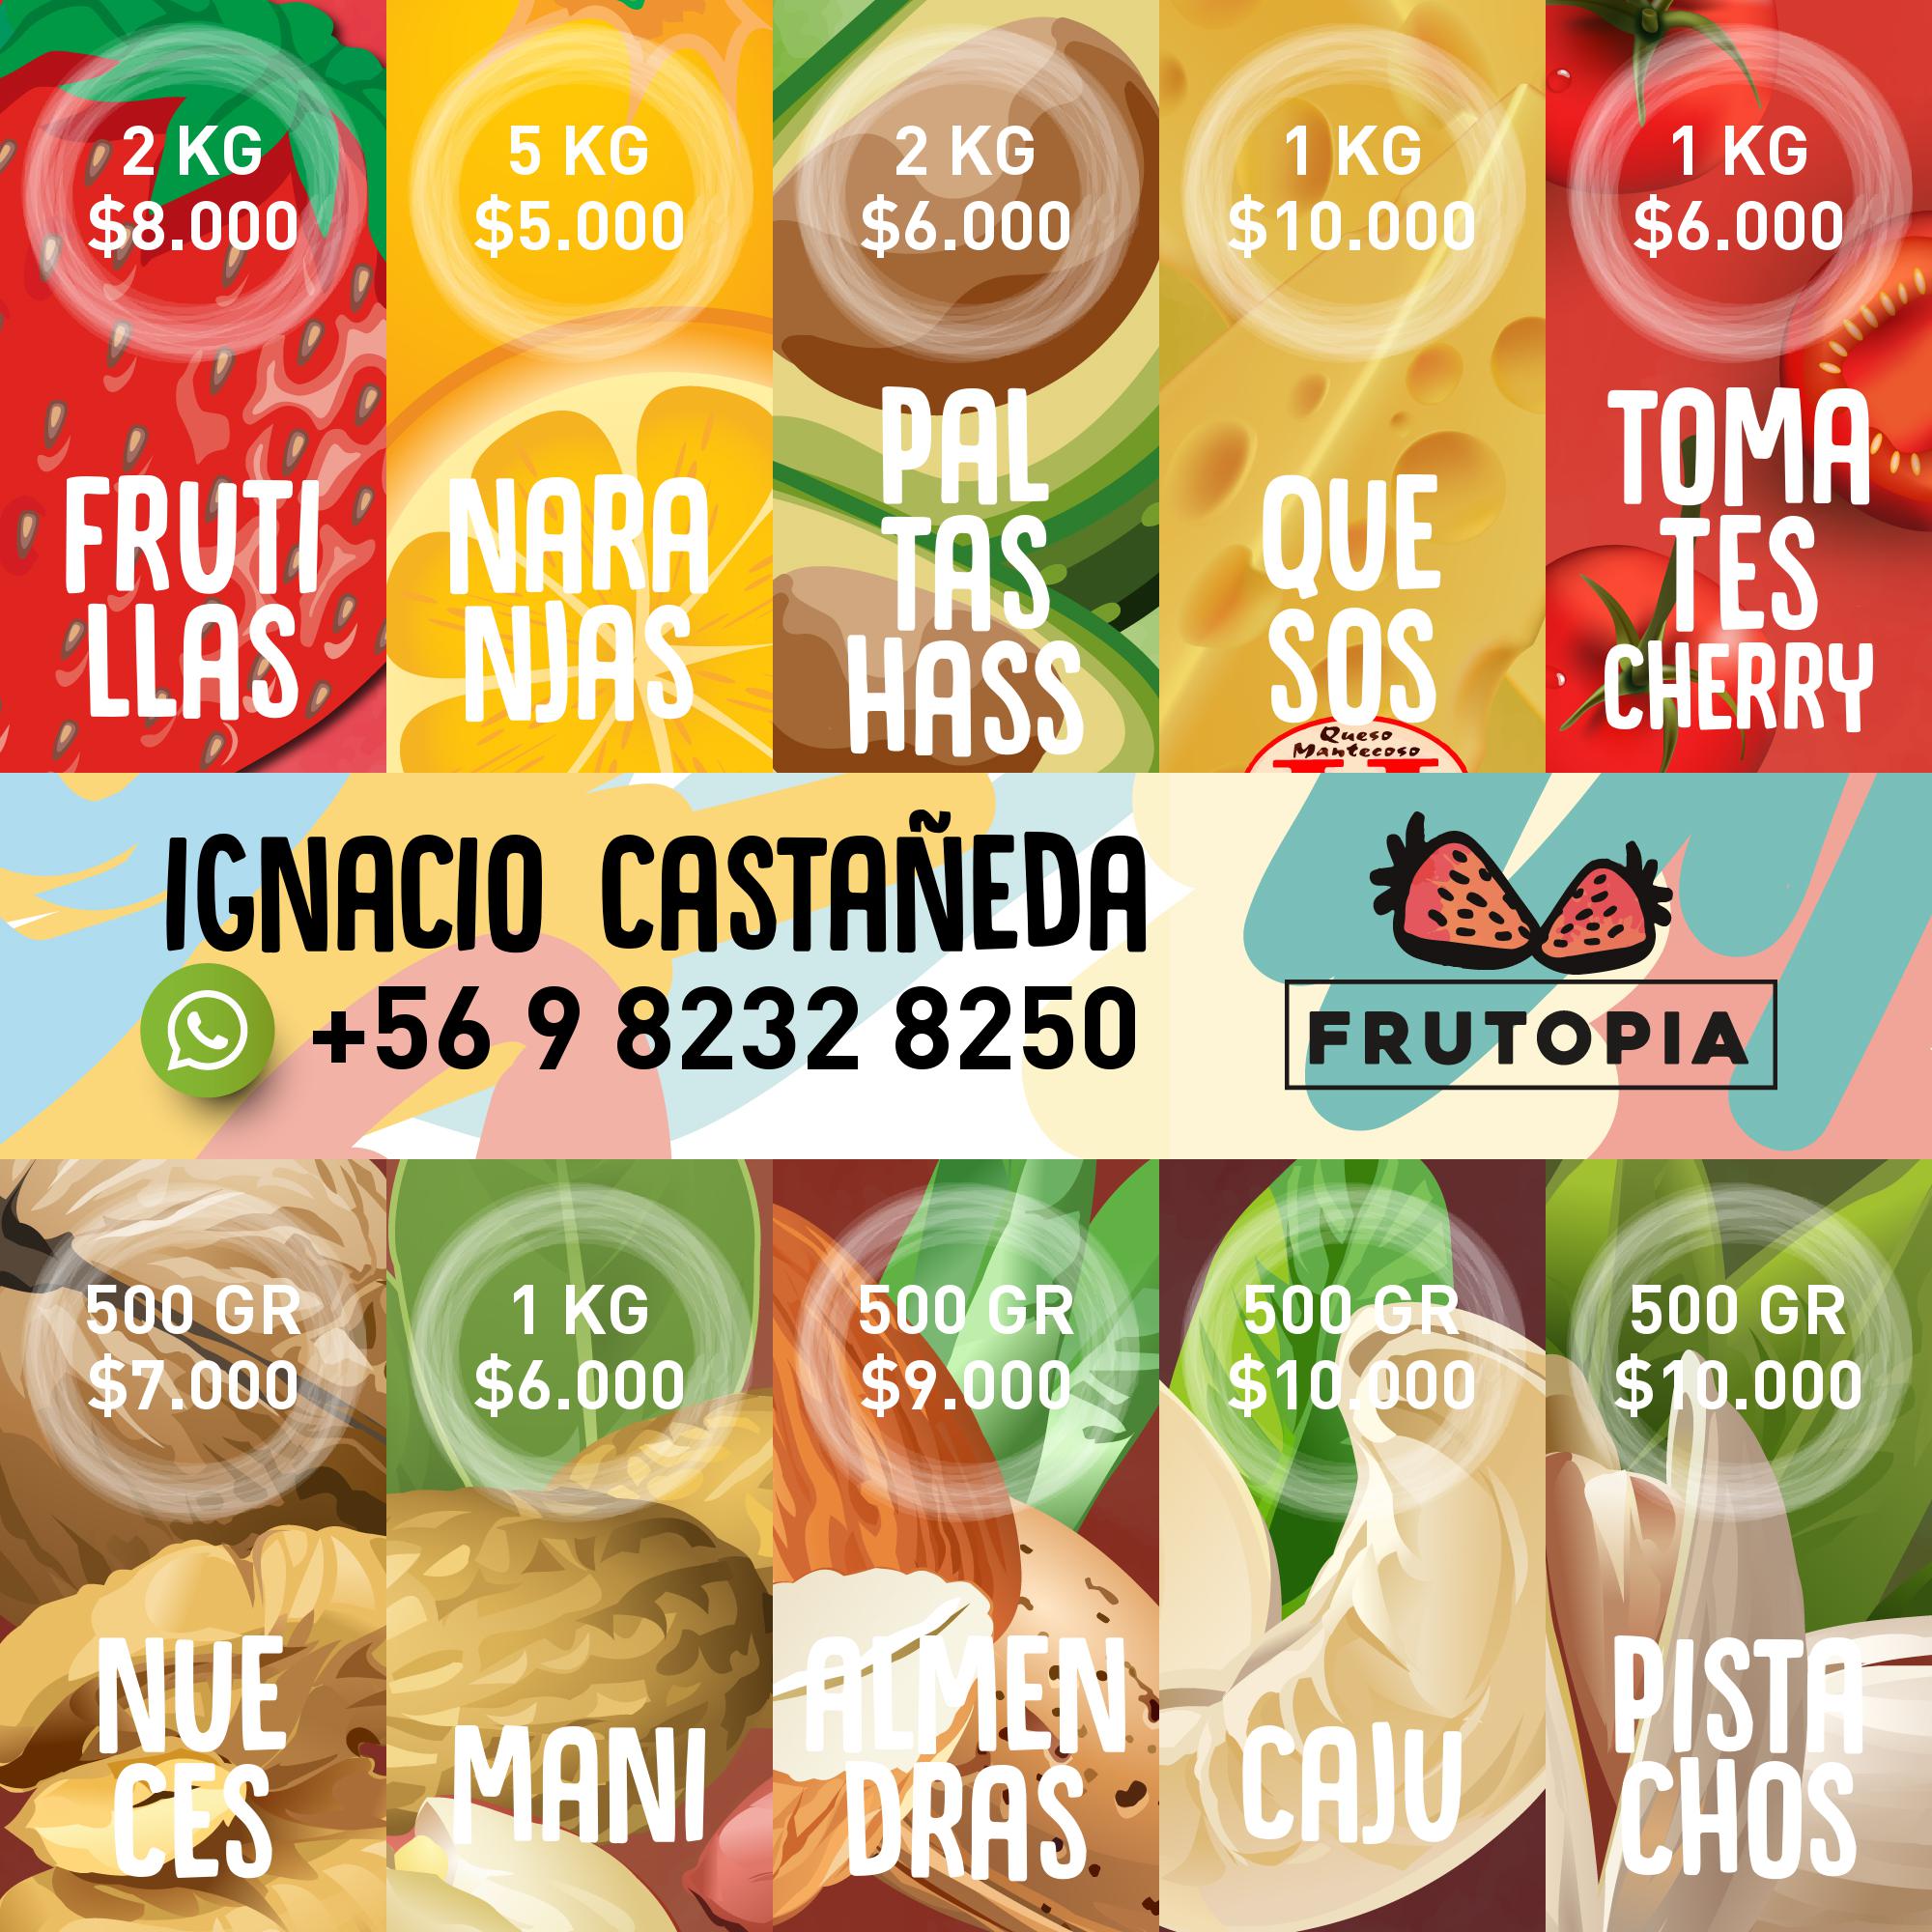 2 KG
$8.000
FRUTI
LLAS
5 KG
$5.000
NARA
NJAS
2 KG
$6.000
PAL
TAS
HASS
1 KG
$10.000
QUE
SOS
Queso
Mantecoso
1 KG
$6.000
TOMA
TES
CHERRY
IGNACIO CASTAÑEDA
+56 9 8232 8250
FRUTOPIA
500 GR
$7.000
NUE
CES
1 KG
$6.000
MANI
500 GR
$9.000
ALMEN
DRAS
500 GR
$10.000
CAJU
500 GR
$10.000
PISTA
CHOS